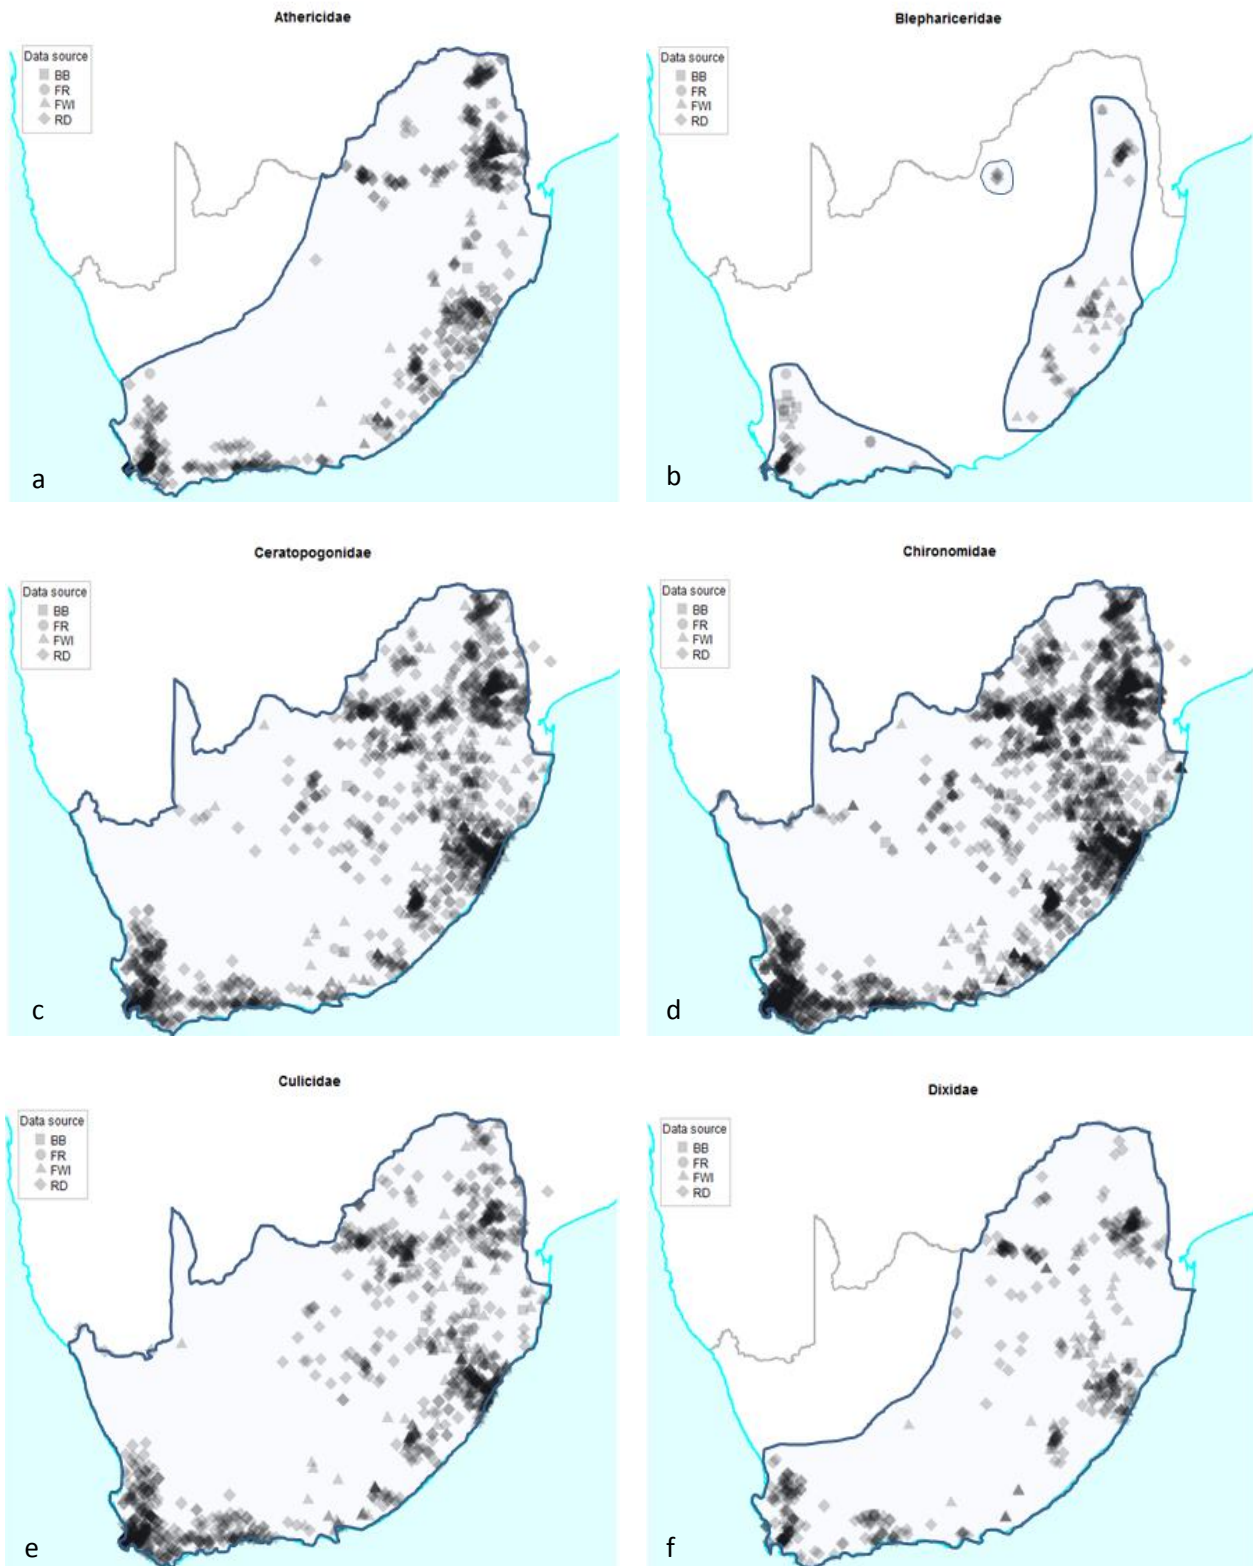 Athericidae
Data source
BB
FR
FWI
RD
a
Blephariceridae
Data source
BB
FR
FWI
RD
b
Ceratopogonidae
Data source
BB
FR
FWI
RD
c
Chironomidae
Data source
BB
FR
FWI
RD
d
Culicidae
Data source
BB
FR
FWI
RD
e
Dixidae
Data source
BB
FR
FWI
RD
f